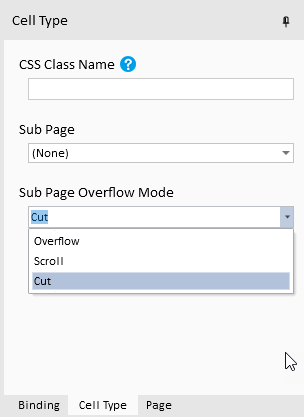 Cell Type
CSS Class Name ?
Sub Page
(None)
Sub Page Overflow Mode
Cut
Overflow
Scroll
Cut
Binding Cell Type Page